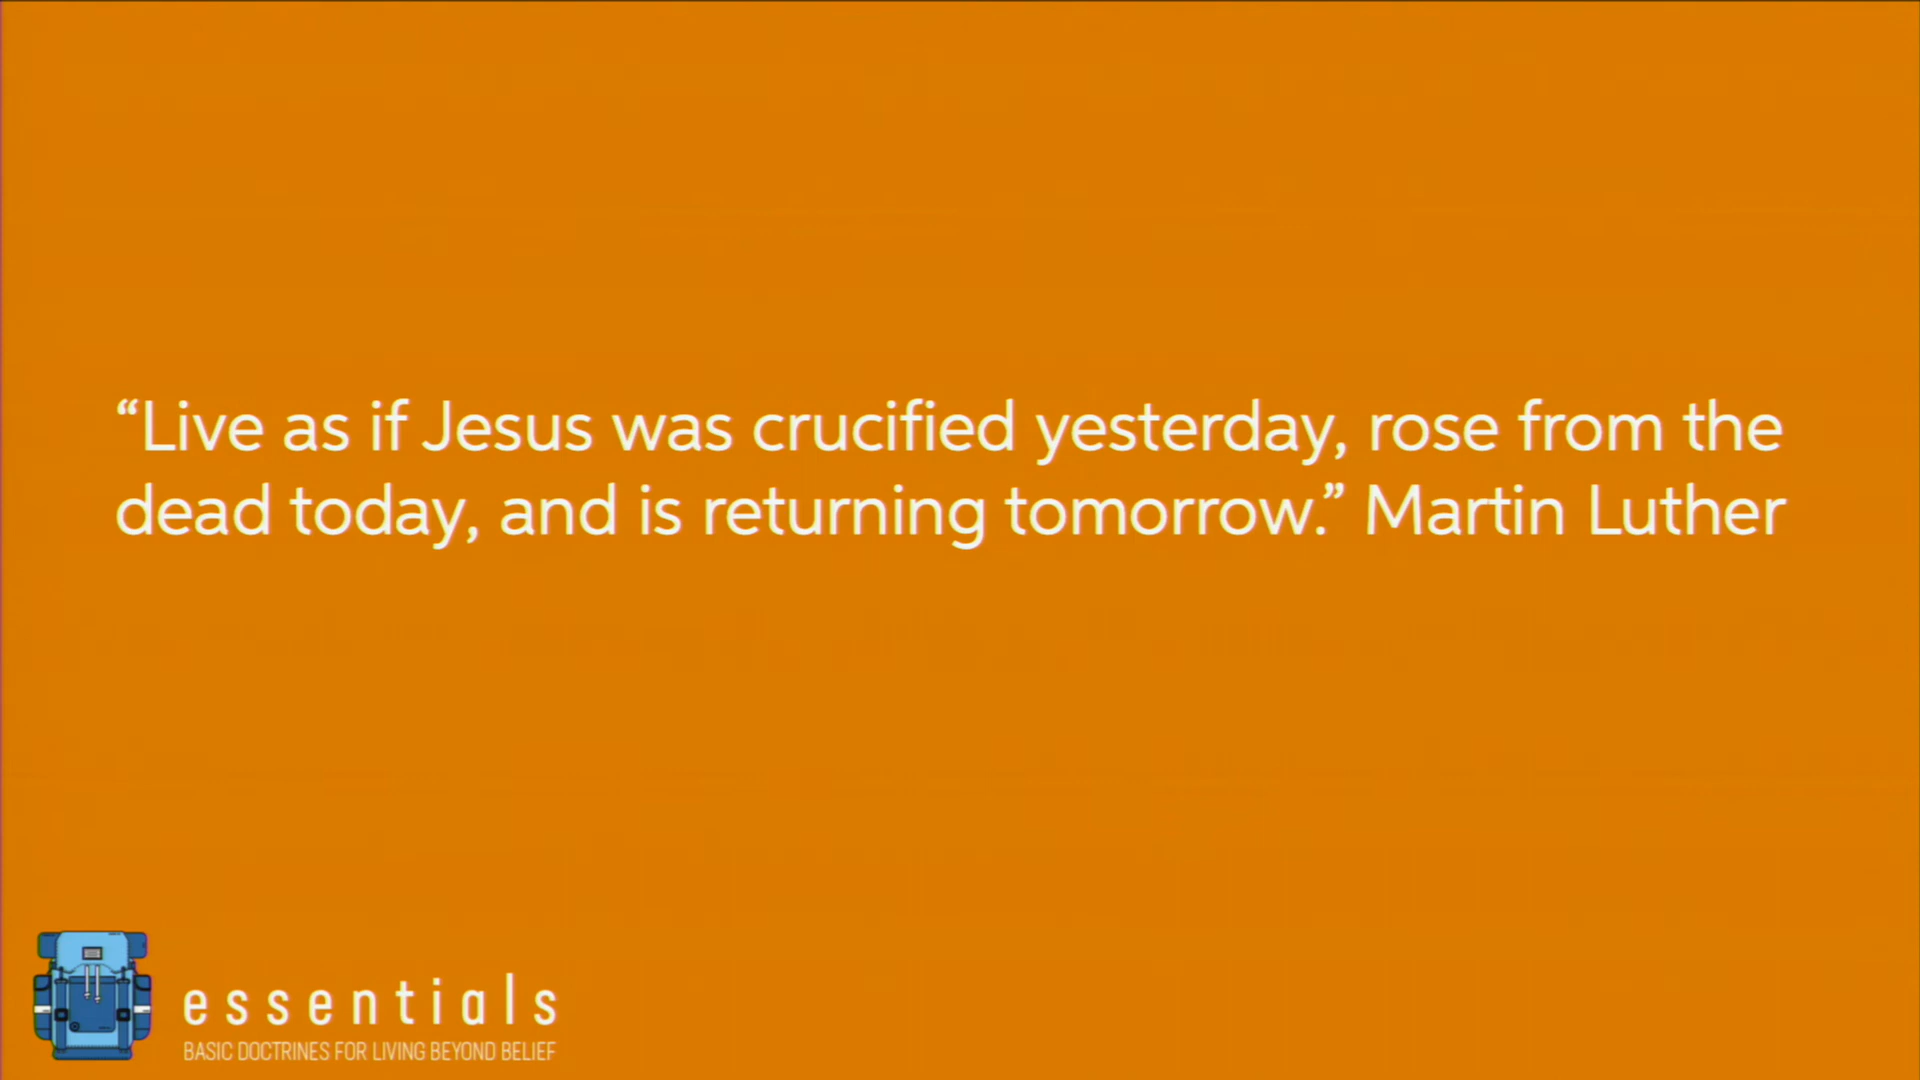 “Live as if Jesus was crucified yesterday, rose from the
dead today, and is returning tomorrow.” Martin Luther
essentials
BASIC DOCTRINES FOR LIVING BEYOND BELIEF